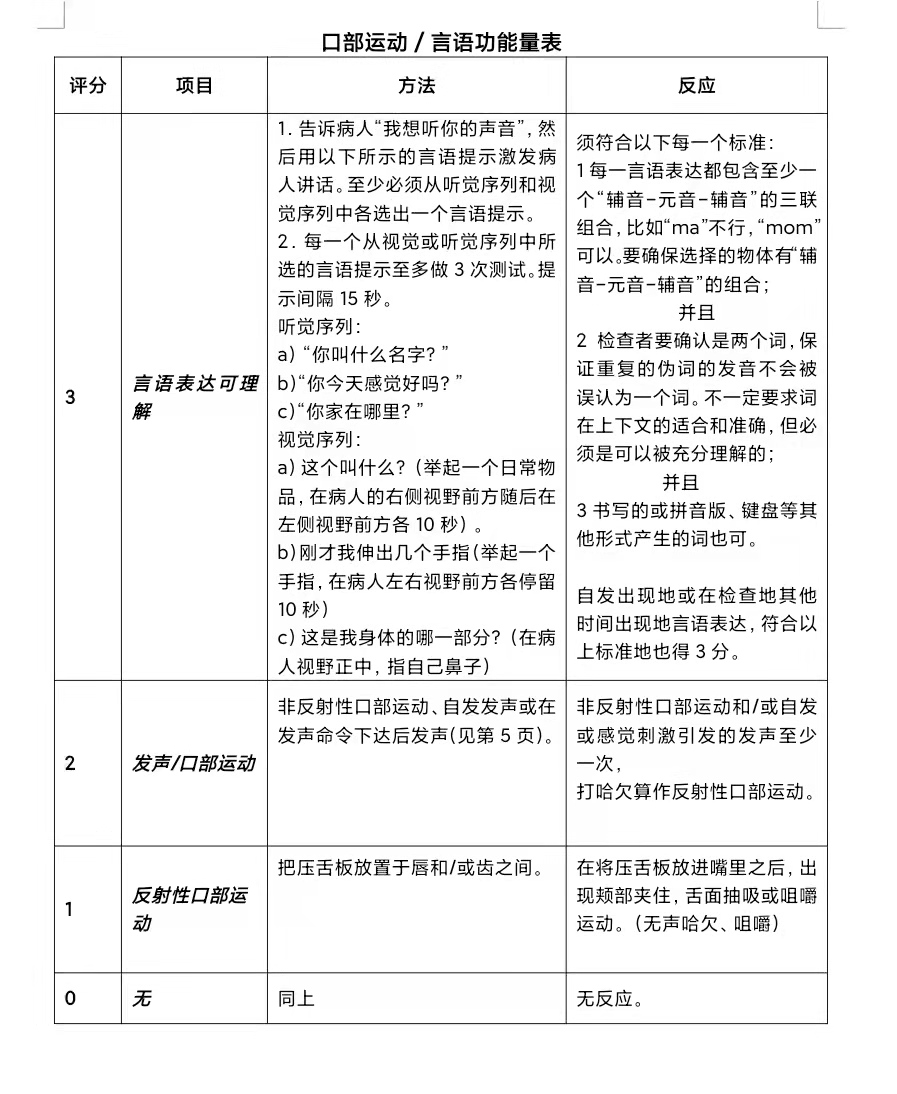 口部运动 / 言语功能量表
评分
项目
方法
反应
3
言语表达可理
解
1. 告诉病人“我想听你的声音”，然
后用以下所示的言语提示激发病
人讲话。至少必须从听觉序列和视
觉序列中各选出一个言语提示。
2. 每一个从视觉或听觉序列中所
选的言语提示至多做 3 次测试。提
示间隔 15 秒。
听觉序列：
a) “你叫什么名字？”
b)“你今天感觉好吗？”
c)“你家在哪里？”
视觉序列：
a) 这个叫什么？（举起一个日常物
品，在病人的右侧视野前方随后在
左侧视野前方各 10 秒）。
b)刚才我伸出几个手指(举起一个
手指，在病人左右视野前方各停留
10 秒)
c) 这是我身体的哪一部分？（在病
人视野正中，指自己鼻子）
须符合以下每一个标准：
1 每一言语表达都包含至少一
个“辅音-元音-辅音”的三联
组合，比如“ma”不行，“mom”
可以。要确保选择的物体有“辅
音-元音-辅音”的组合；
并且
2 检查者要确认是两个词，保
证重复的伪词的发音不会被
误认为一个词。不一定要求词
在上下文的适合和准确，但必
须是可以被充分理解的；
并且
3 书写的或拼音版、键盘等其
他形式产生的词也可。
自发出现地或在检查地其他
时间出现地言语表达，符合以
上标准地也得 3 分。
2
发声/口部运动
非反射性口部运动、自发发声或在
发声命令下达后发声(见第 5 页)。
非反射性口部运动和/或自发
或感觉刺激引发的发声至少
一次，
打哈欠算作反射性口部运动。
1
反射性口部运
动
把压舌板放置于唇和/或齿之间。
在将压舌板放进嘴里之后，出
现颊部夹住，舌面抽吸或咀嚼
运动。（无声哈欠、咀嚼）
0
无
同上
无反应。